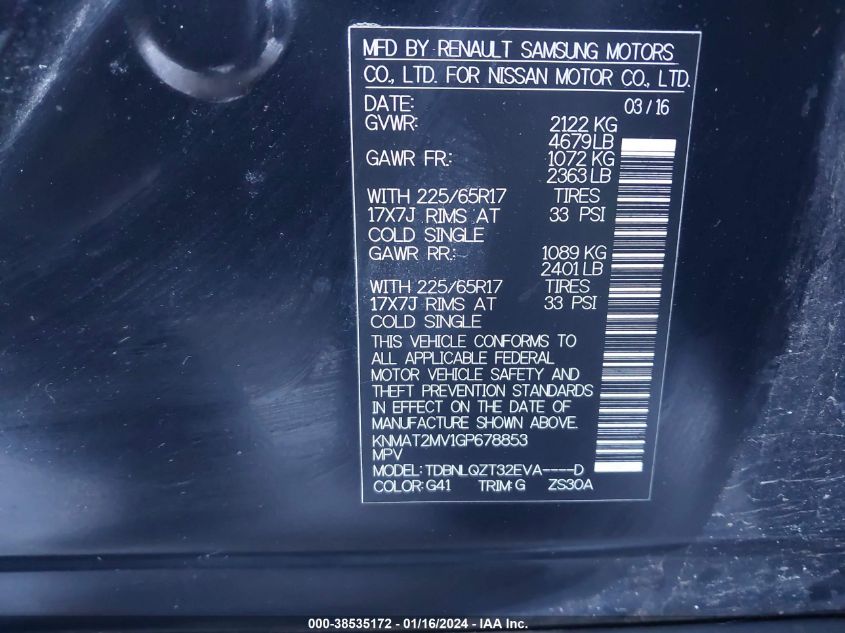 MFD BY: RENAULT SAMSUNG MOTORS
CO., LTD. FOR NISSAN MOTOR CO., LTD.
DATE: 03/16
GVWR: 2122 KG
4679 LB
GAWR FR.: 1072 KG
2363 LB
WITH 225/65R17 TIRES
17X7J RIMS AT 33 PSI
COLD SINGLE
GAWR RR.: 1089 KG
2401 LB
WITH 225/65R17 TIRES
17X7J RIMS AT 33 PSI
COLD SINGLE
THIS VEHICLE CONFORMS TO
ALL APPLICABLE FEDERAL
MOTOR VEHICLE SAFETY AND
THEFT PREVENTION STANDARDS
IN EFFECT ON THE DATE OF
MANUFACTURE SHOWN ABOVE.
KNMAT2MV1GP678853
MPV
MODEL: TDBNLQZT32EVA----D
COLOR: G41 TRIM: G ZS30A
000-38535172 - 01/16/2024 - IAA Inc.